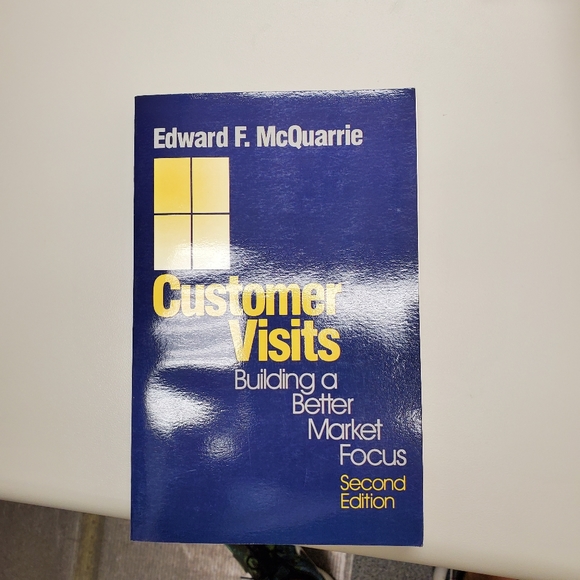 Edward F. McQuarrie
Customer
Visits
Building a
Better
Market
Focus
Second
Edition